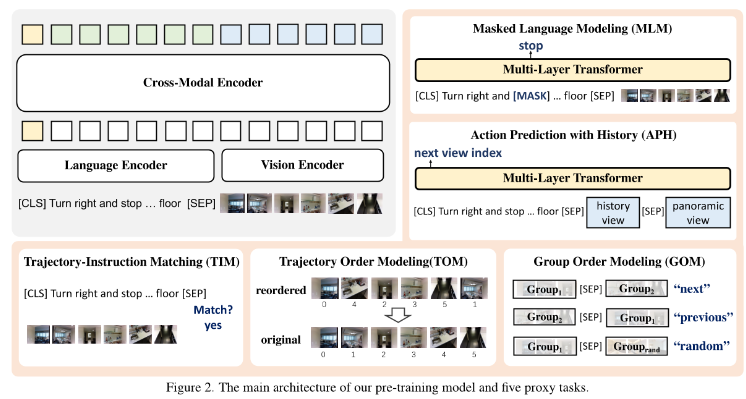 Cross-Modal Encoder
Language Encoder
Vision Encoder
[CLS] Turn right and stop … floor [SEP]
Masked Language Modeling (MLM)
stop
Multi-Layer Transformer
[CLS] Turn right and [MASK] … floor [SEP]
Action Prediction with History (APH)
next view index
Multi-Layer Transformer
[CLS] Turn right and stop … floor [SEP] history view [SEP] panoramic view
Trajectory-Instruction Matching (TIM)
[CLS] Turn right and stop … floor [SEP]
Match?
yes
Trajectory Order Modeling(TOM)
reordered
0 4 2 3 5 1
original
0 1 2 3 4 5
Group Order Modeling (GOM)
Group1 [SEP] Group2 “next”
Group2 [SEP] Group1 “previous”
Group1 [SEP] Grouprand “random”
Figure 2. The main architecture of our pre-training model and five proxy tasks.